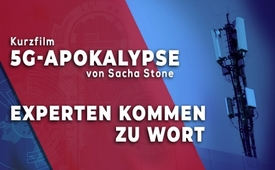 Kurzfilm
5G-APOKALYPSE
von Sacha Stone
EXPERTEN KOMMEN
ZU WORT